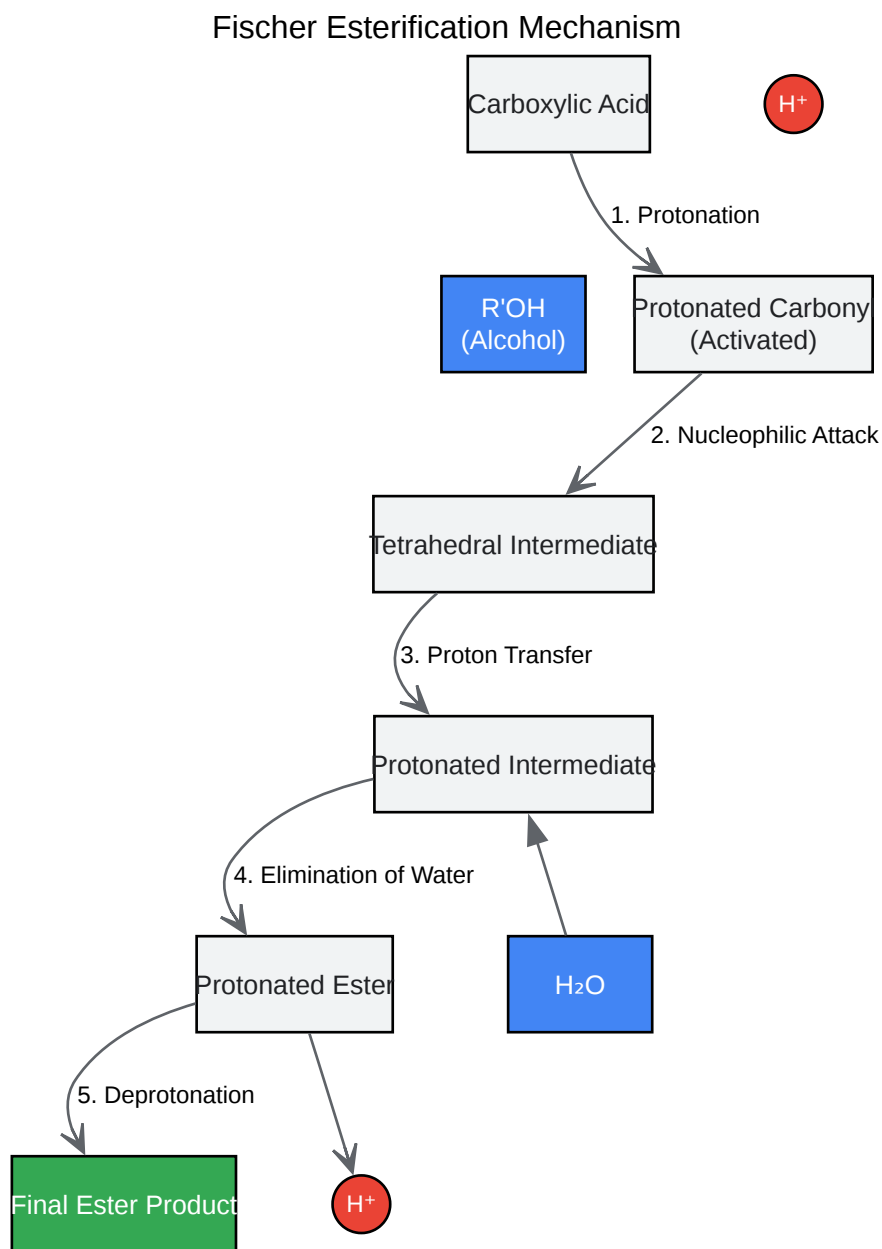 Fischer Esterification Mechanism
Carboxylic Acid
H⁺
1. Protonation
R'OH
(Alcohol)
Protonated Carbonyl
(Activated)
2. Nucleophilic Attack
Tetrahedral Intermediate
3. Proton Transfer
Protonated Intermediate
4. Elimination of Water
Protonated Ester
H₂O
5. Deprotonation
Final Ester Product
H⁺